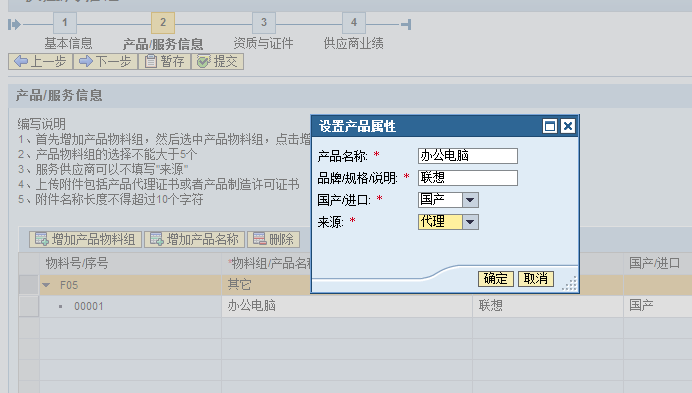 1 2 3 4
基本信息 产品/服务信息 资质与证件 供应商业绩
上一步 下一步 暂存 提交
产品/服务信息
编写说明
1、首先增加产品物料组，然后选中产品物料组，点击增
2、产品物料组的选择不能大于5个
3、服务供应商可以不填写"来源"
4、上传附件包括产品代理证书或者产品制造许可证书
5、附件名称长度不得超过10个字符
设置产品属性
产品名称: * 办公电脑
品牌/规格/说明: * 联想
国产/进口: * 国产
来源: * 代理
确定 取消
增加产品物料组 增加产品名称 删除
物料号/序号 *物料组/产品名称 国产/进口
F05 其它
00001 办公电脑 联想 国产